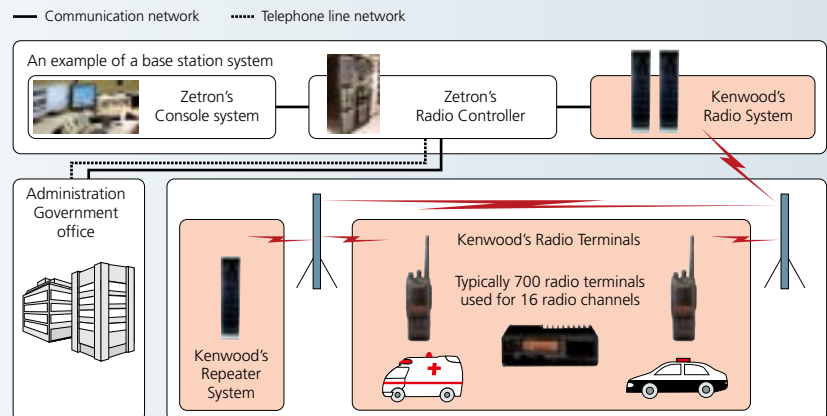 Communication network
Telephone line network
An example of a base station system
Zetron's
Console system
Zetron's
Radio Controller
Kenwood's
Radio System
Administration
Government
office
Kenwood's Radio Terminals
Typically 700 radio terminals
used for 16 radio channels
Kenwood's
Repeater
System